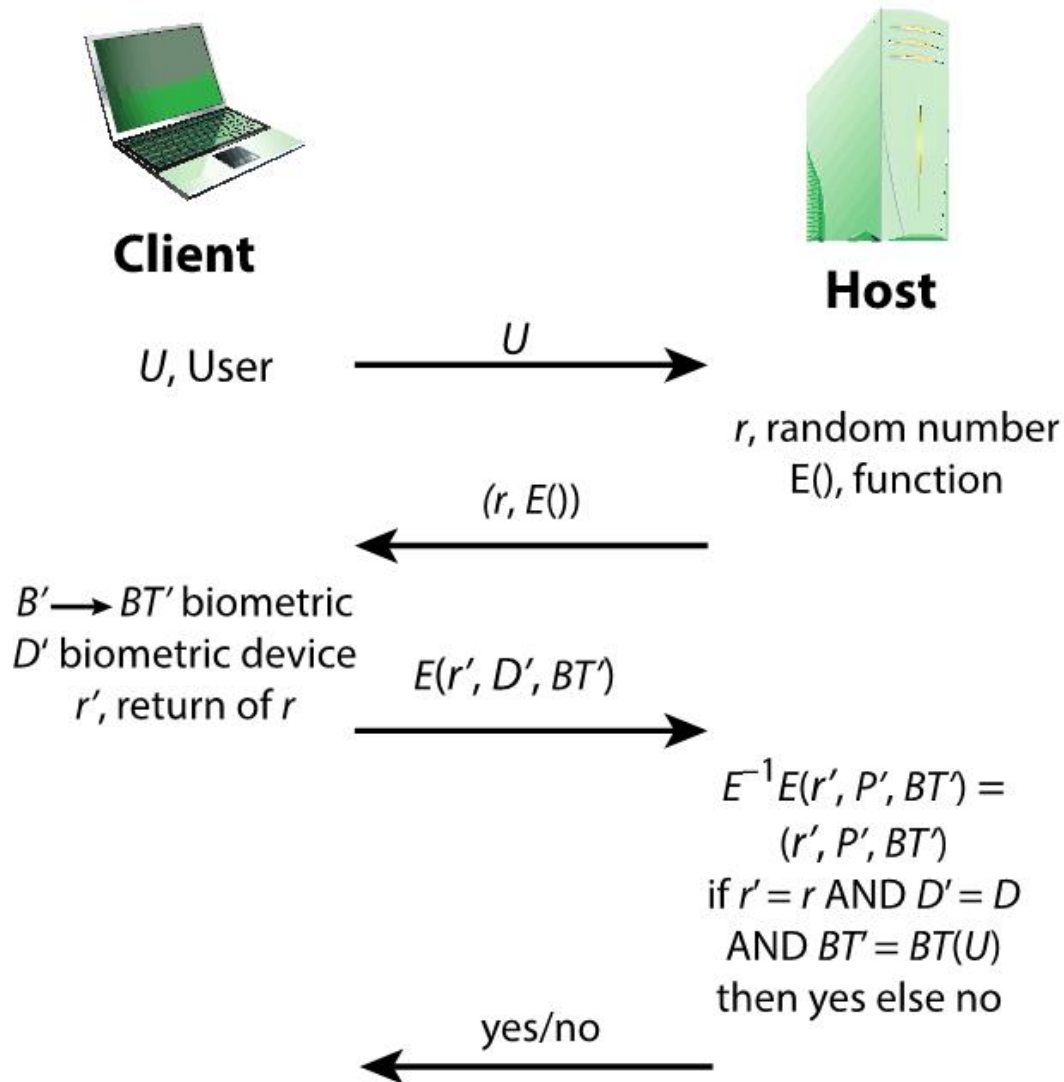 Client
Host
U, User
U
r, random number
E(), function
(r, E())
B′ → BT′ biometric
D′ biometric device
r′, return of r
E(r′, D′, BT′)
E⁻¹E(r′, P′, BT′) =
(r′, P′, BT′)
if r′ = r AND D′ = D
AND BT′ = BT(U)
then yes else no
yes/no